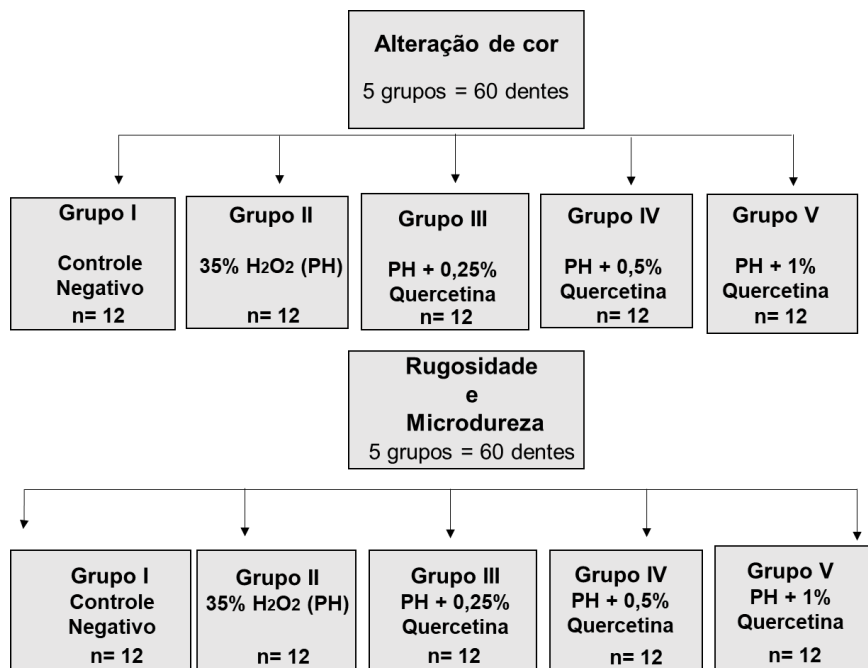 Alteração de cor
5 grupos = 60 dentes
Grupo I
Controle
Negativo
n= 12
Grupo II
35% H2O2 (PH)
n= 12
Grupo III
PH + 0,25%
Quercetina
n= 12
Grupo IV
PH + 0,5%
Quercetina
n= 12
Grupo V
PH + 1%
Quercetina
n= 12
Rugosidade
e
Microdureza
5 grupos = 60 dentes
Grupo I
Controle
Negativo
n= 12
Grupo II
35% H2O2 (PH)
n= 12
Grupo III
PH + 0,25%
Quercetina
n= 12
Grupo IV
PH + 0,5%
Quercetina
n= 12
Grupo V
PH + 1%
Quercetina
n= 12